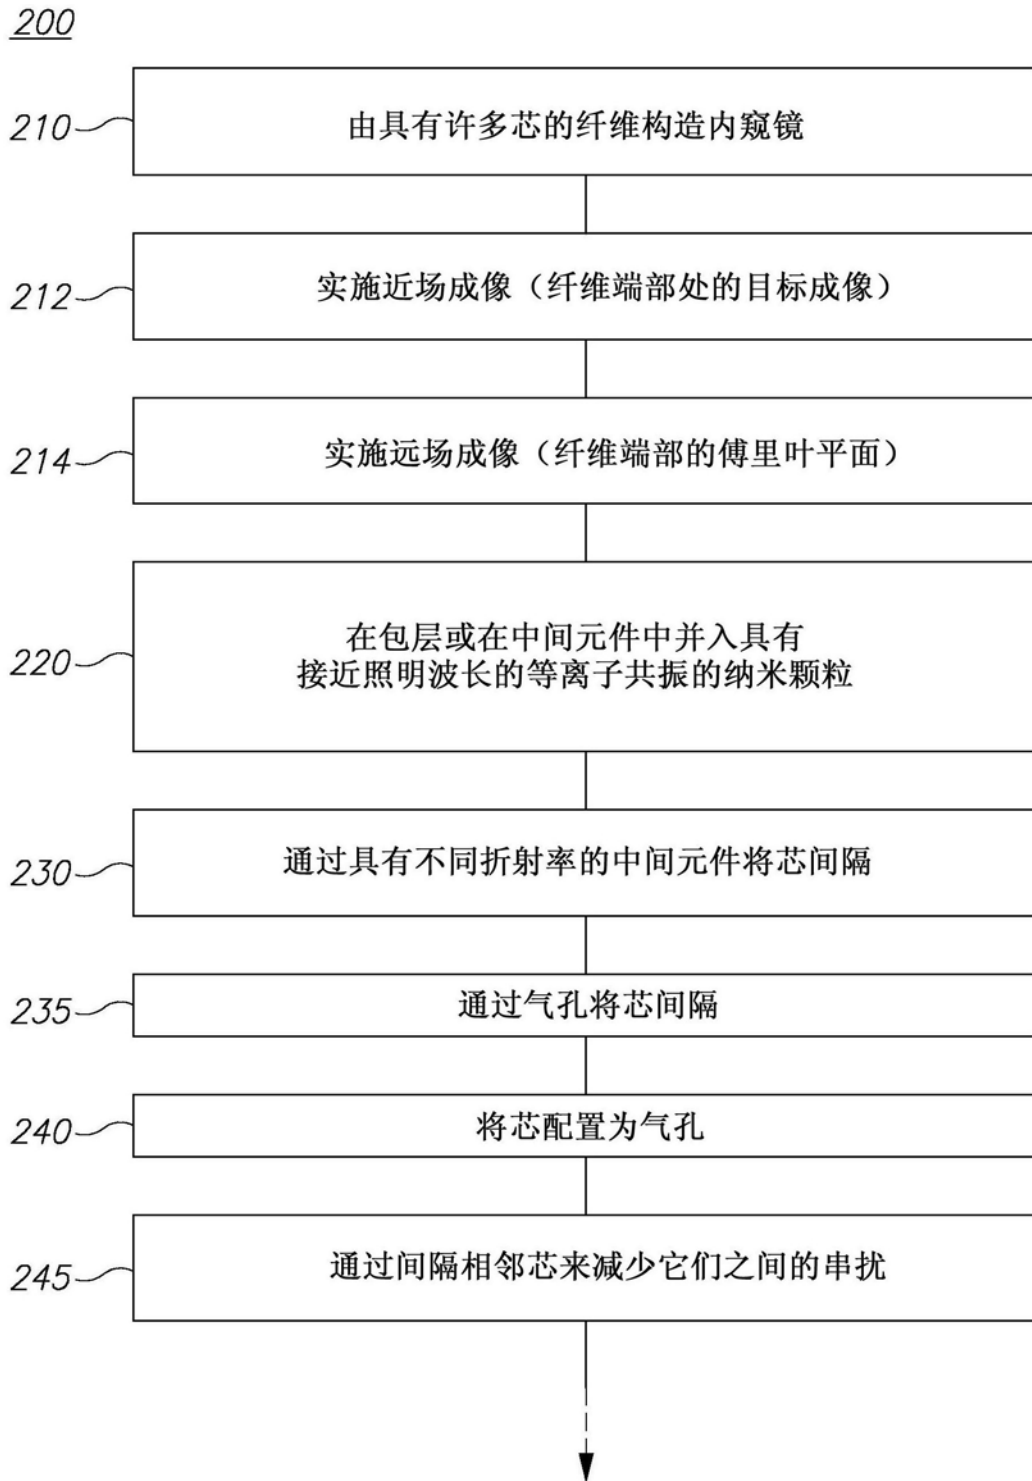 200
210
由具有许多芯的纤维构造内窥镜
212
实施近场成像（纤维端部处的目标成像）
214
实施远场成像（纤维端部的傅里叶平面）
220
在包层或在中间元件中并入具有
接近照明波长的等离子共振的纳米颗粒
230
通过具有不同折射率的中间元件将芯间隔
235
通过气孔将芯间隔
240
将芯配置为气孔
245
通过间隔相邻芯来减少它们之间的串扰